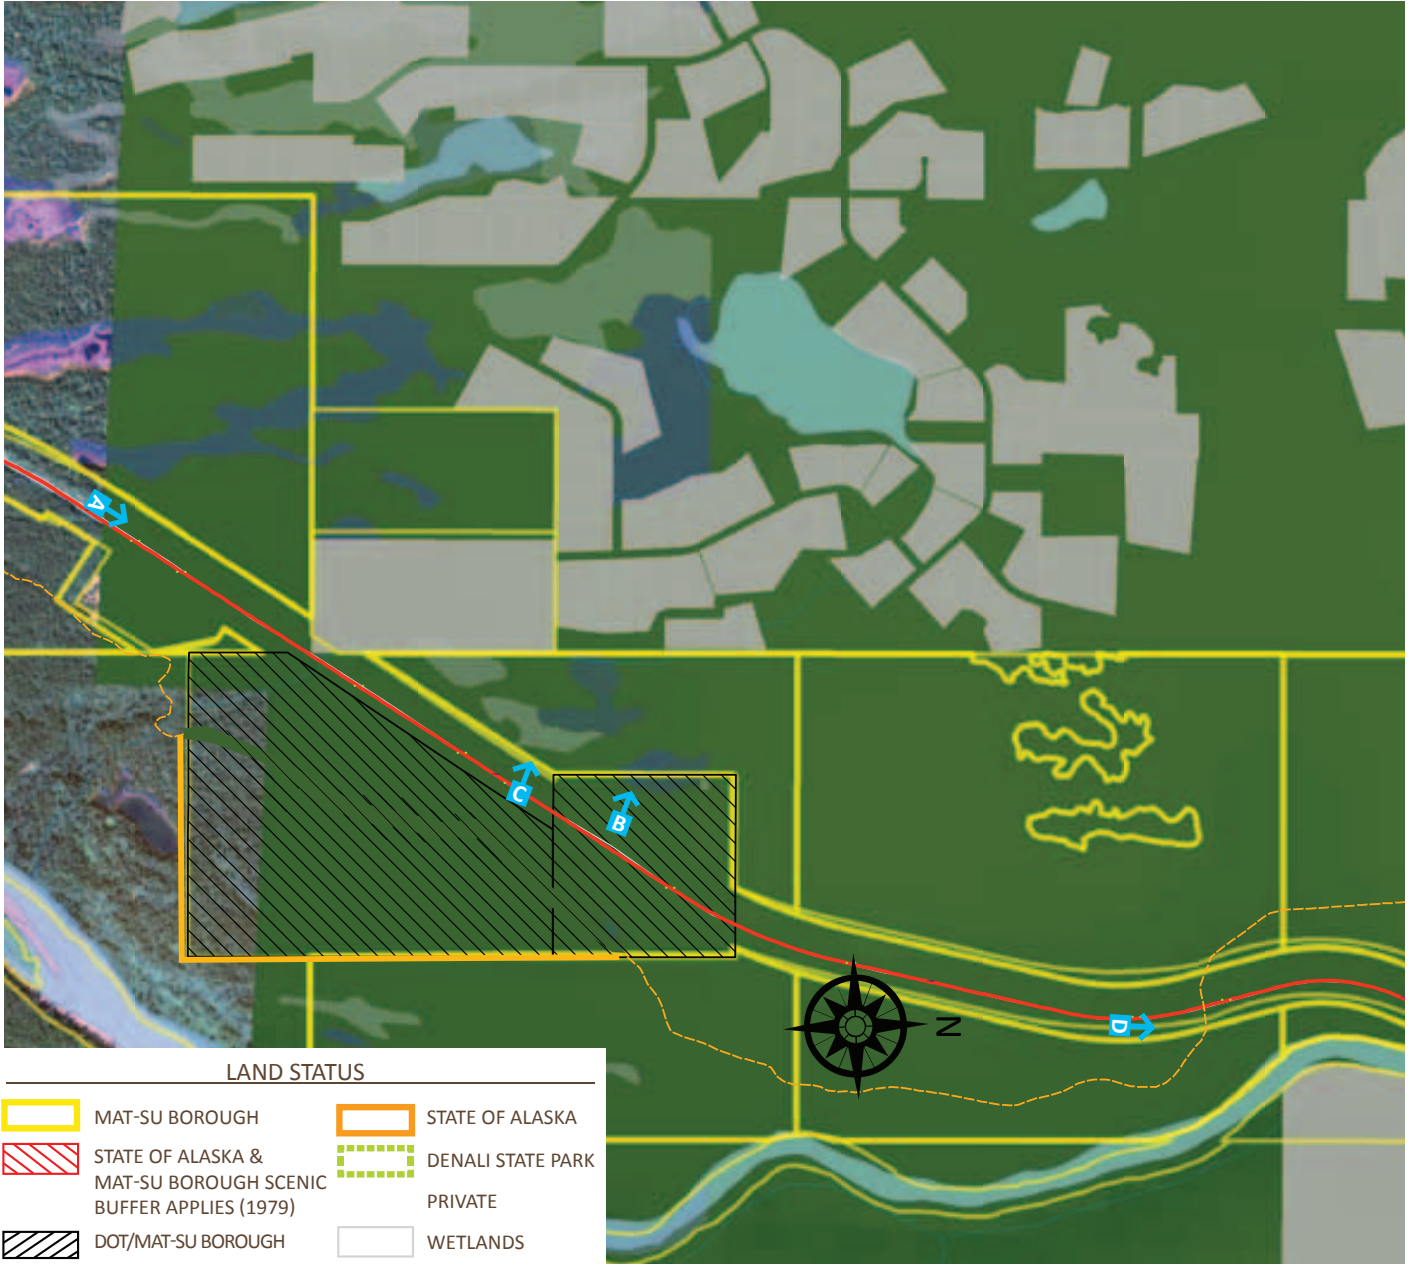 A
C
B
N
D
LAND STATUS
MAT-SU BOROUGH
STATE OF ALASKA &
MAT-SU BOROUGH SCENIC
BUFFER APPLIES (1979)
DOT/MAT-SU BOROUGH
STATE OF ALASKA
DENALI STATE PARK
PRIVATE
WETLANDS